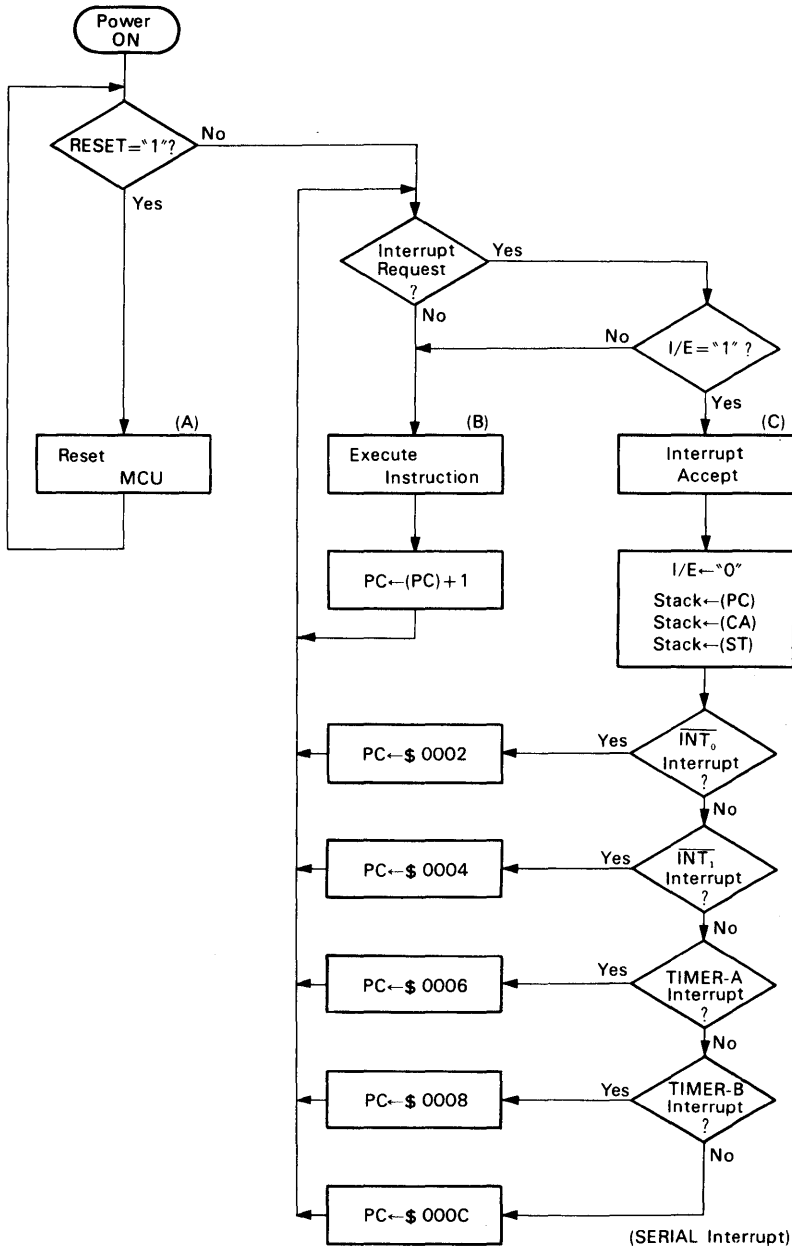 Power
ON
RESET=“1”?
No
Yes
Interrupt
Request
?
Yes
No
I/E=“1” ?
No
Yes
(A)
Reset
MCU
(B)
Execute
Instruction
(C)
Interrupt
Accept
PC←(PC)+1
I/E←“0”
Stack←(PC)
Stack←(CA)
Stack←(ST)
PC←$ 0002
Yes
INT₀
Interrupt
?
No
PC←$ 0004
Yes
INT₁
Interrupt
?
No
PC←$ 0006
Yes
TIMER-A
Interrupt
?
No
PC←$ 0008
Yes
TIMER-B
Interrupt
?
No
PC←$ 000C
(SERIAL Interrupt)